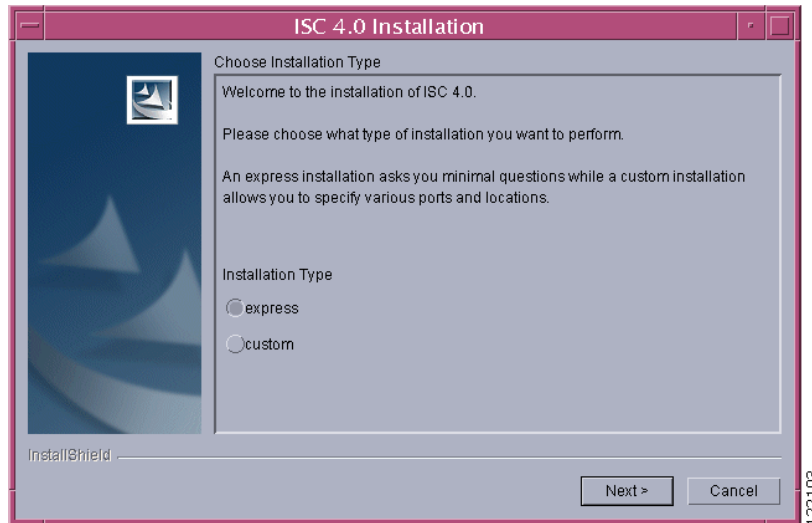 ISC 4.0 Installation
Choose Installation Type
Welcome to the installation of ISC 4.0.
Please choose what type of installation you want to perform.
An express installation asks you minimal questions while a custom installation
allows you to specify various ports and locations.
Installation Type
express
custom
InstallShield
Next >
Cancel